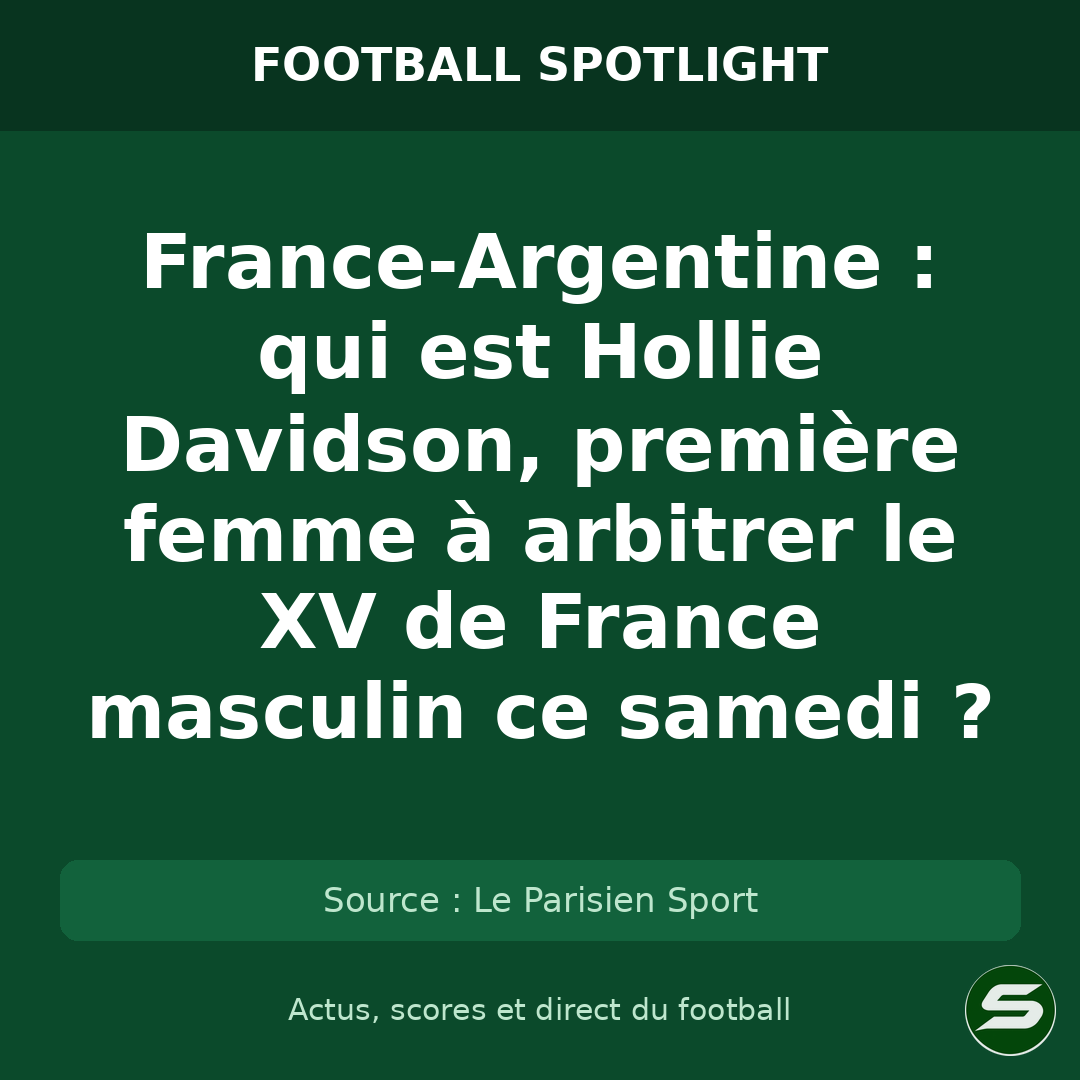 FOOTBALL SPOTLIGHT
France-Argentine :
qui est Hollie
Davidson, première
femme à arbitrer le
XV de France
masculin ce samedi ?
Source : Le Parisien Sport
Actus, scores et direct du football
S